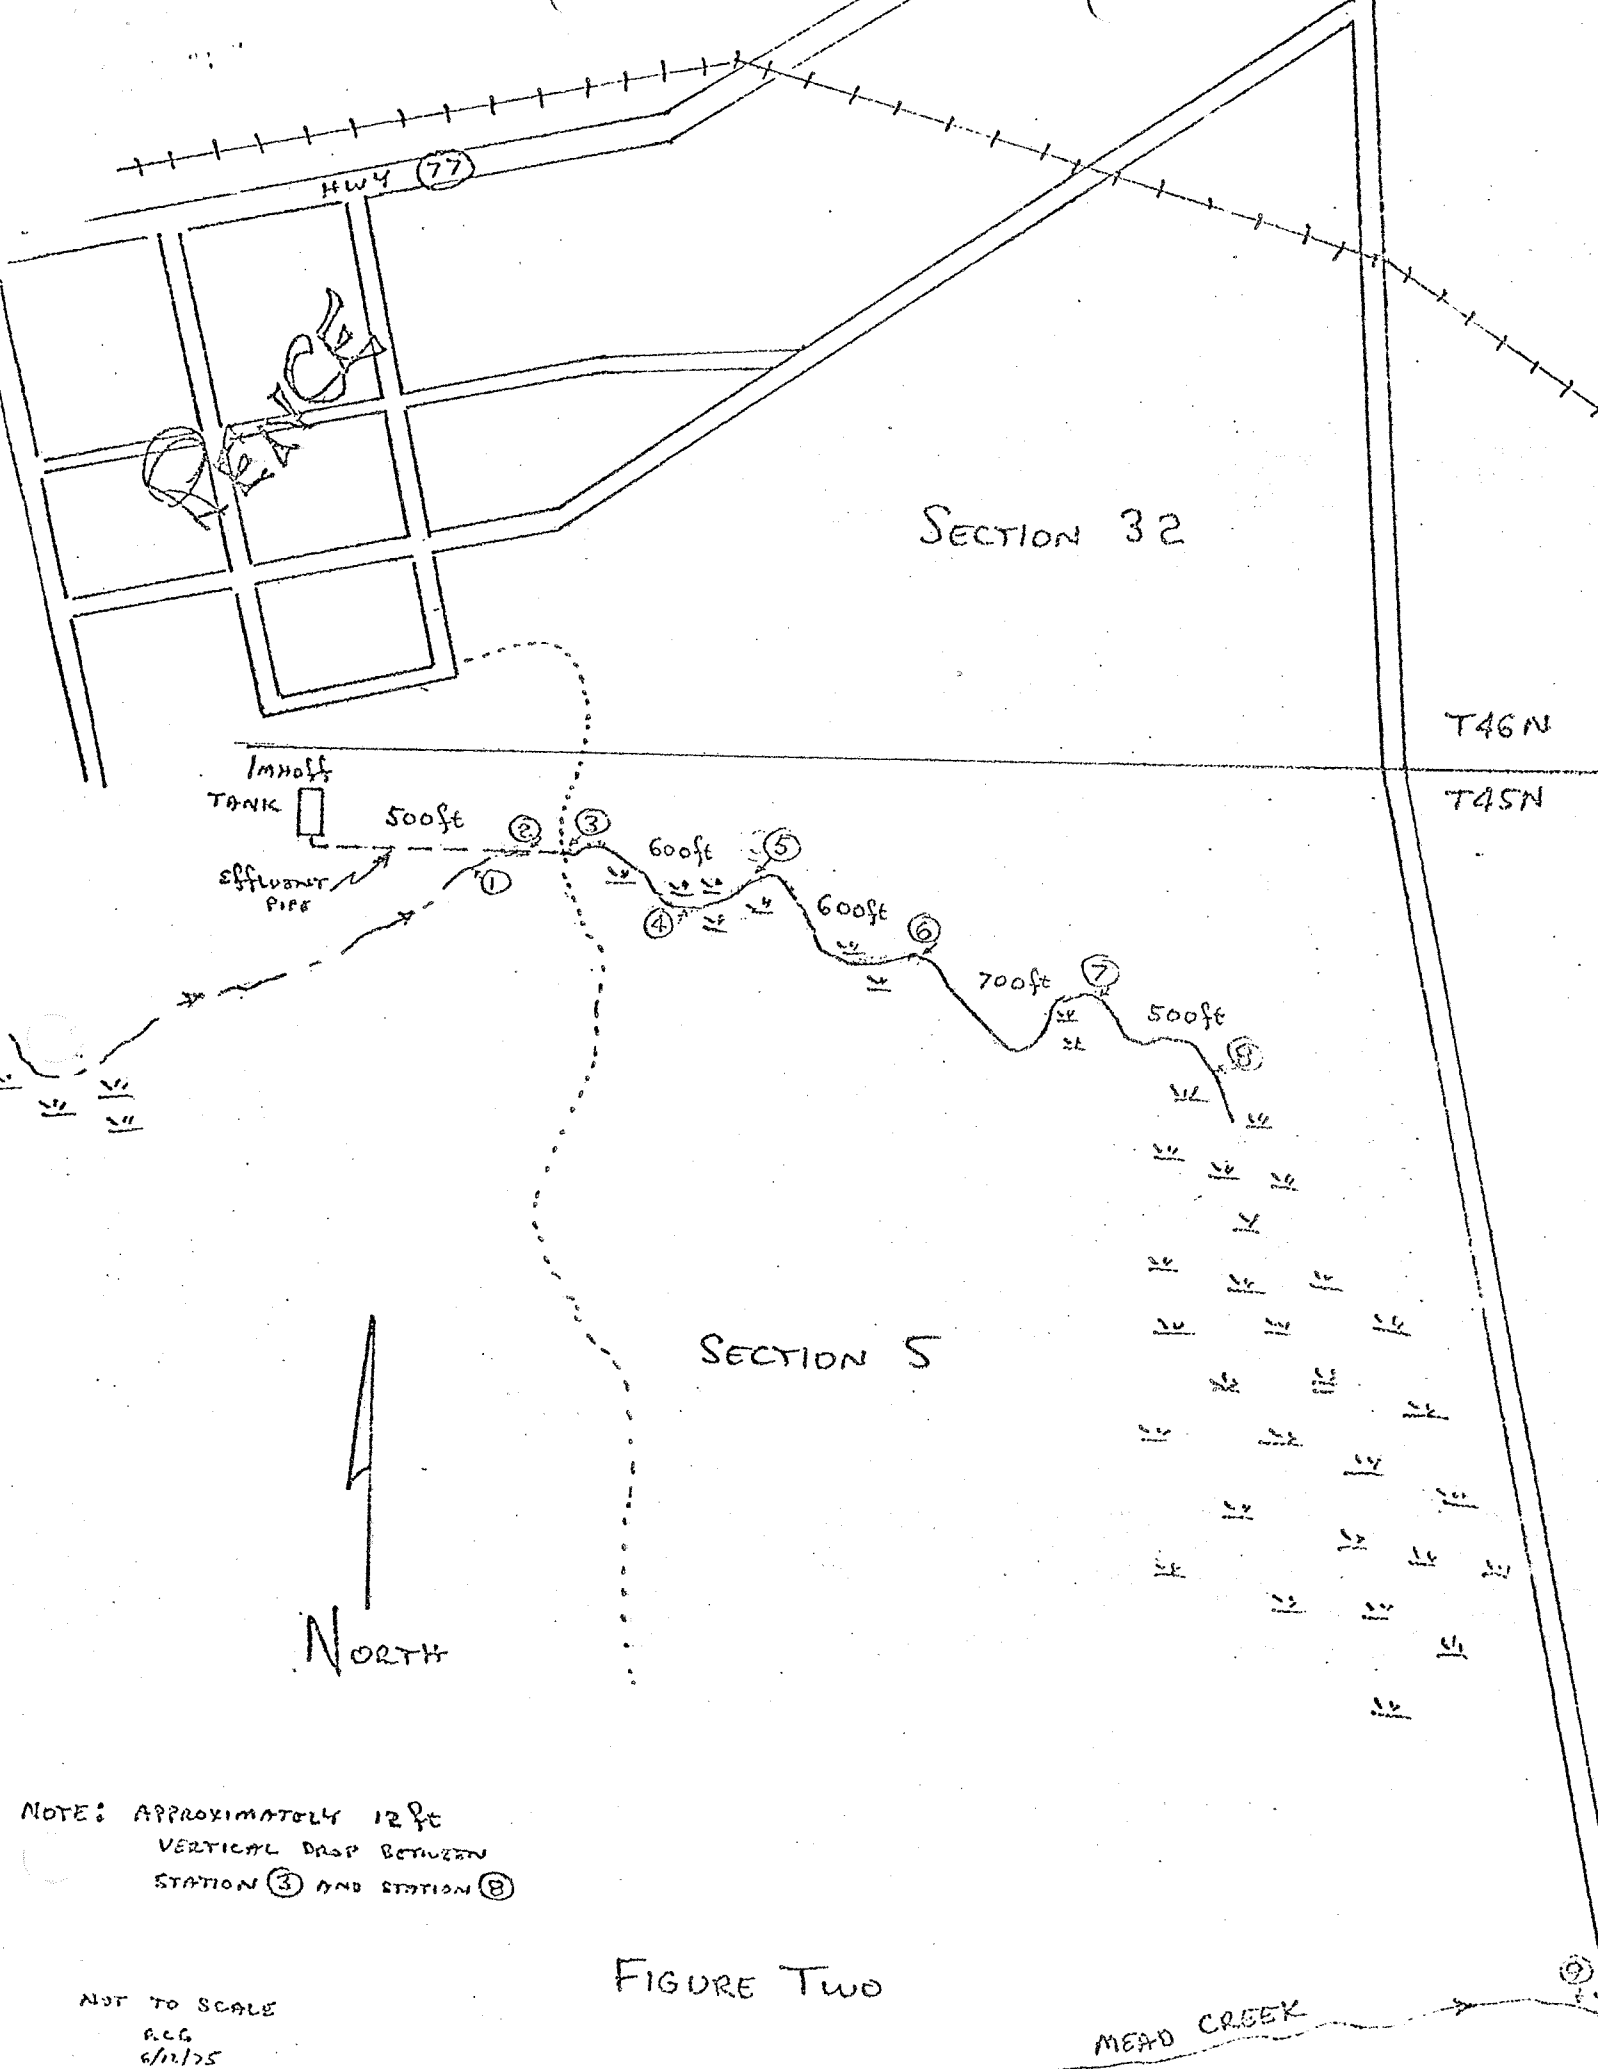 HWY 77
PRICE
SECTION 32
T46N
T45N
IMHOFF
TANK
500ft
EFFLUENT
PIPE
1
2
3
600ft
4
5
600ft
6
700ft
7
500ft
8
SECTION 5
NORTH
NOTE: APPROXIMATELY 12ft
VERTICAL DROP BETWEEN
STATION 3 AND STATION 8
FIGURE TWO
NOT TO SCALE
6/12/75
MEAD CREEK
9